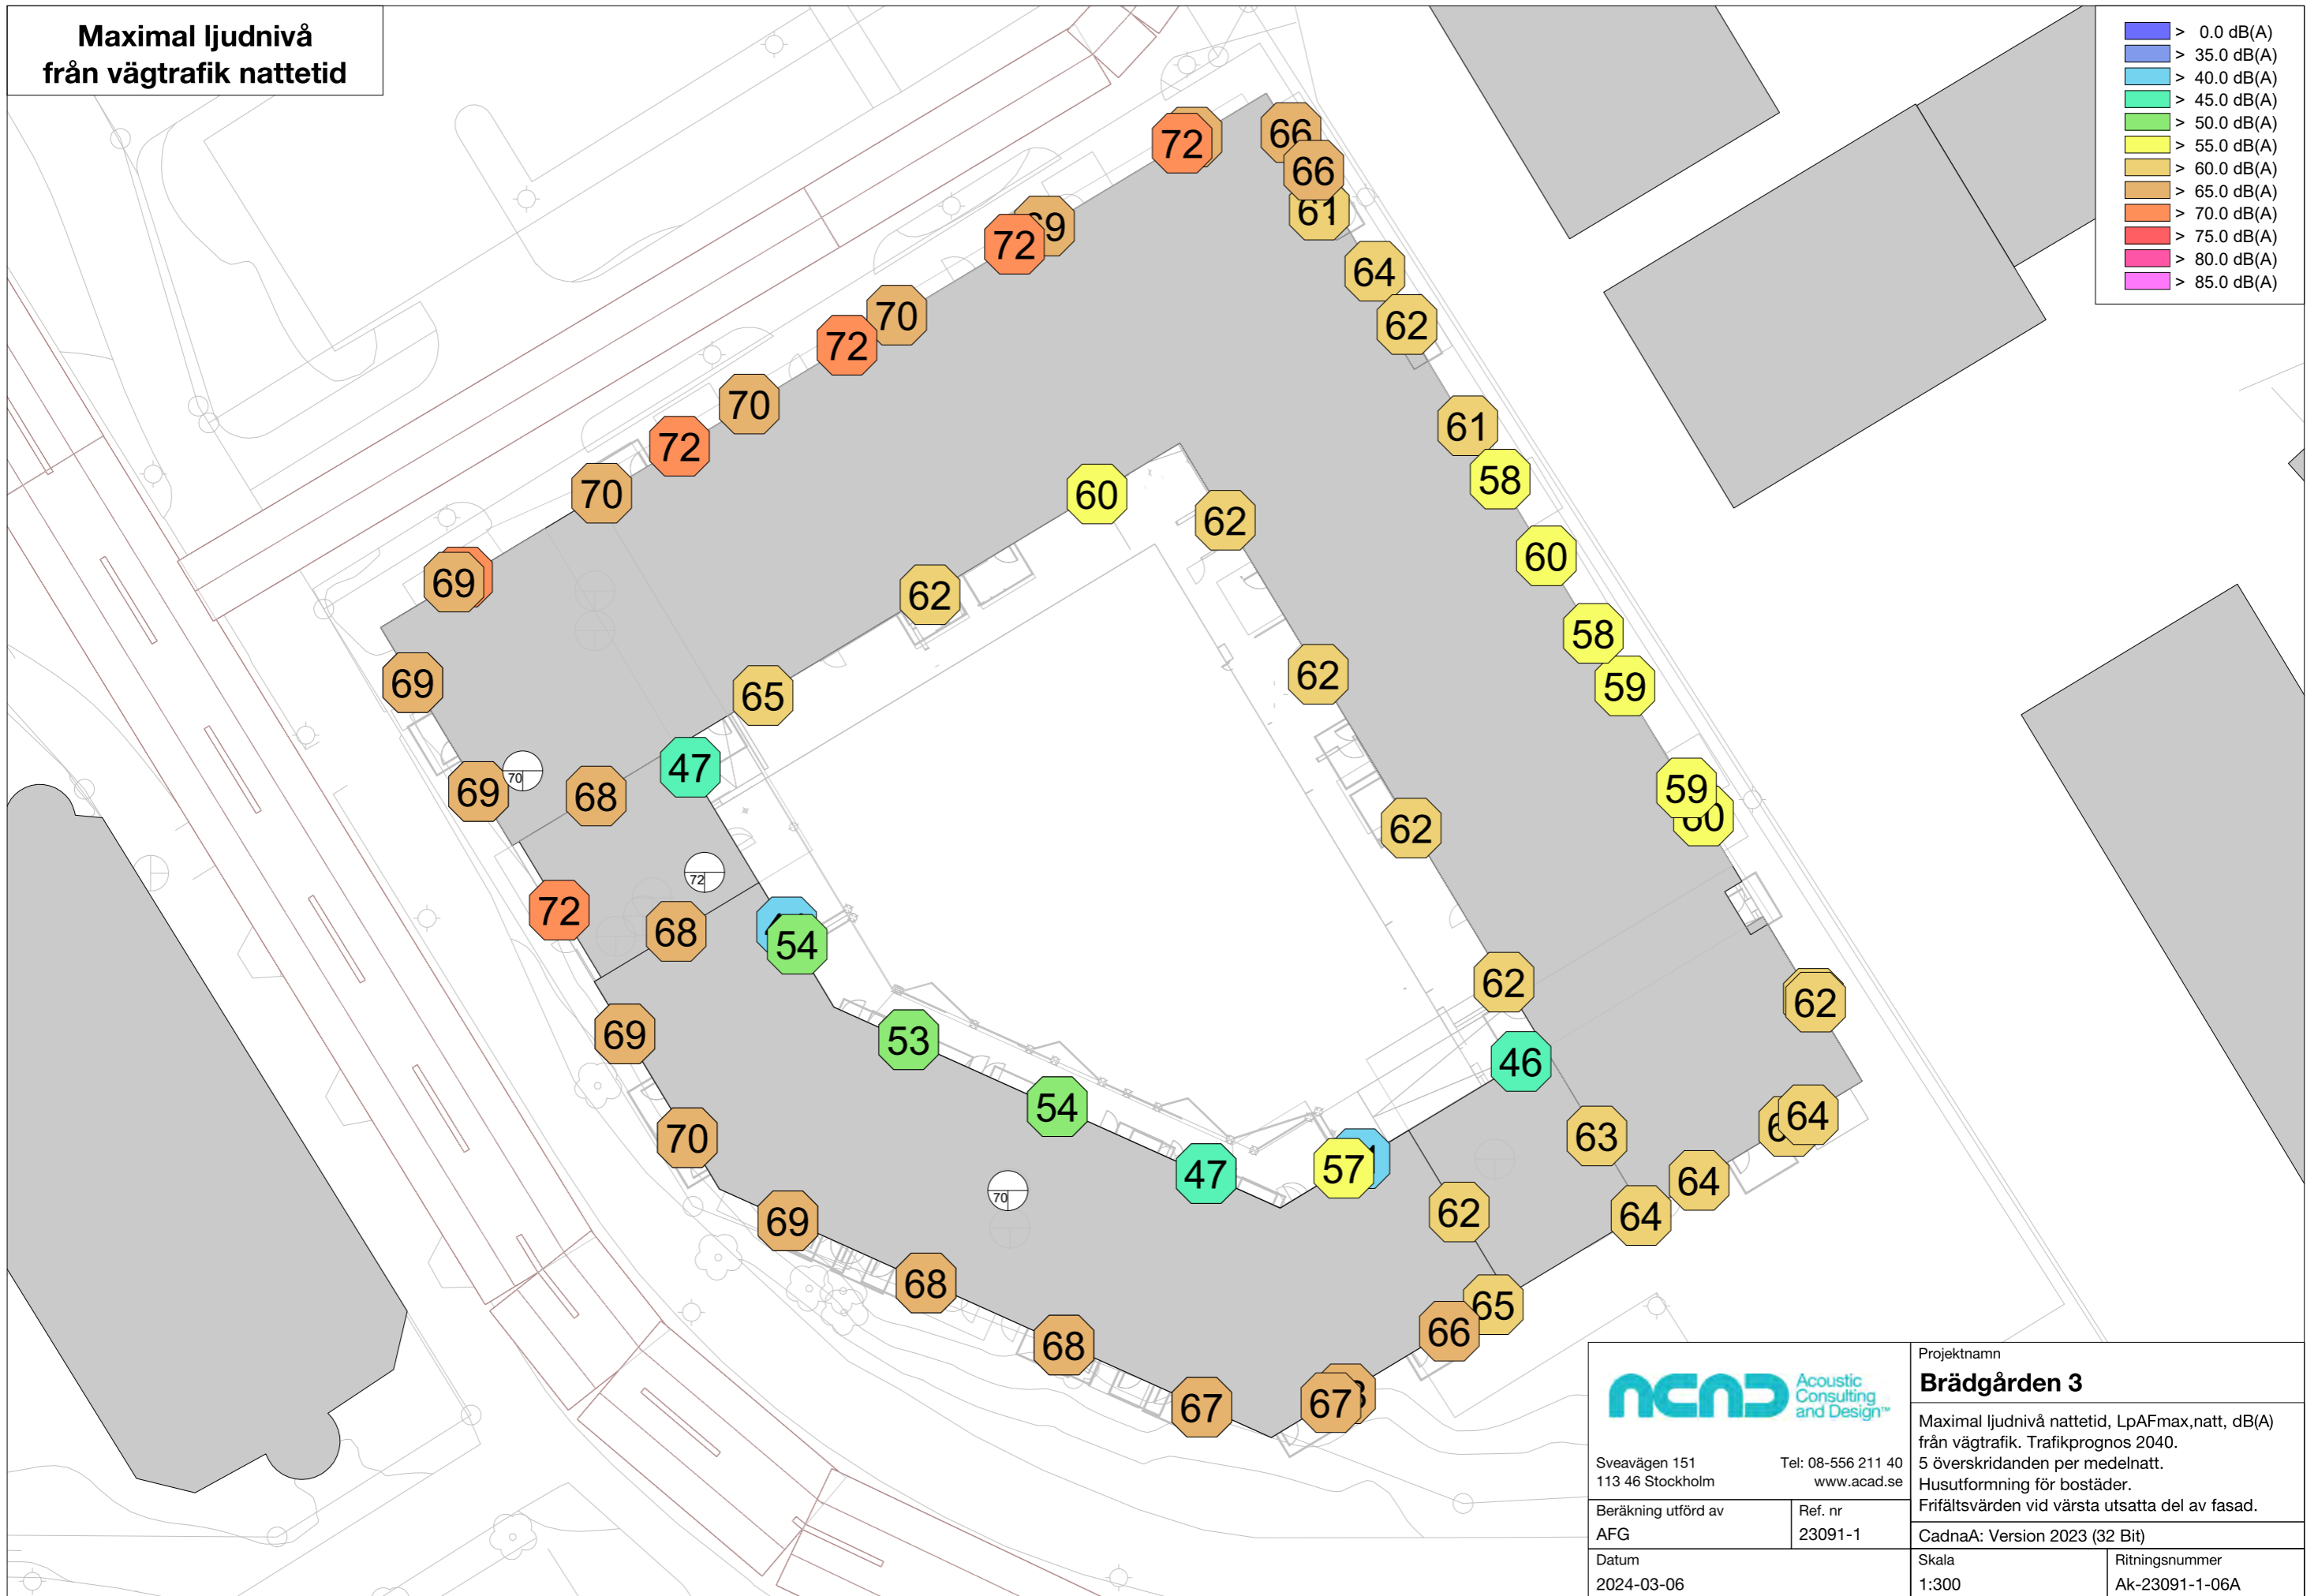 Maximal ljudnivå
från vägtrafik nattetid
> 0.0 dB(A)
> 35.0 dB(A)
> 40.0 dB(A)
> 45.0 dB(A)
> 50.0 dB(A)
> 55.0 dB(A)
> 60.0 dB(A)
> 65.0 dB(A)
> 70.0 dB(A)
> 75.0 dB(A)
> 80.0 dB(A)
> 85.0 dB(A)
72
66
66
61
69
72
64
62
70
72
70
72
61
58
70
60
62
60
69
62
58
69
65
62
59
47
69
70
68
59
60
62
72
72
68
54
62
62
69
53
46
54
70
63
64
64
47
57
70
69
62
64
68
65
66
68
67
67
acad
Acoustic
Consulting
and Design™
Sveavägen 151
113 46 Stockholm
Tel: 08-556 211 40
www.acad.se
Beräkning utförd av
AFG
Ref. nr
23091-1
Datum
2024-03-06
Projektnamn
Brädgården 3
Maximal ljudnivå nattetid, LpAFmax,natt, dB(A)
från vägtrafik. Trafikprognos 2040.
5 överskridanden per medelnatt.
Husutformning för bostäder.
Frifältsvärden vid värsta utsatta del av fasad.
CadnaA: Version 2023 (32 Bit)
Skala
1:300
Ritningsnummer
Ak-23091-1-06A